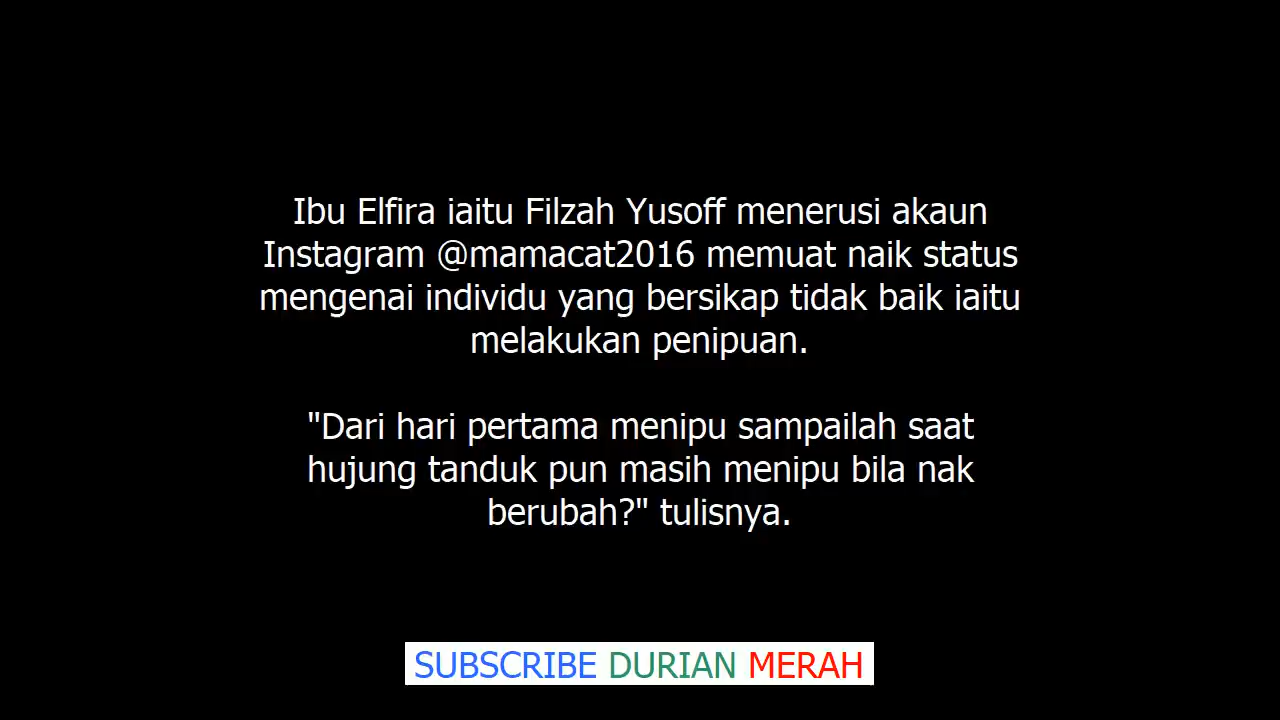 Ibu Elfira iaitu Filzah Yusoff menerusi akaun
Instagram @mamacat2016 memuat naik status
mengenai individu yang bersikap tidak baik iaitu
melakukan penipuan.
"Dari hari pertama menipu sampailah saat
hujung tanduk pun masih menipu bila nak
berubah?" tulisnya.
SUBSCRIBE DURIAN MERAH